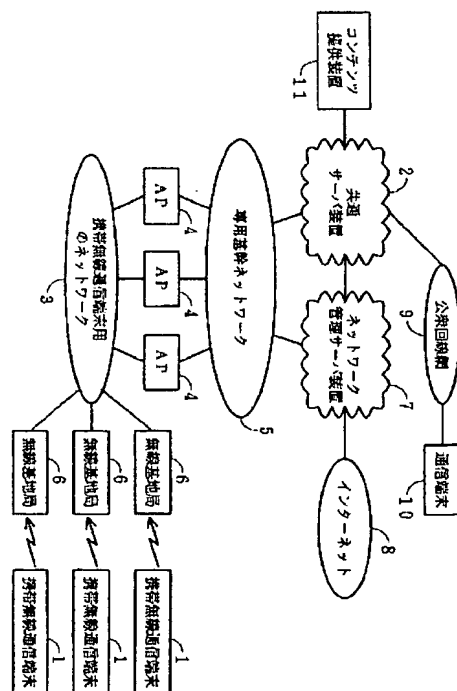 コンテンツ
提供装置
11
共通
サーバ装置
2
公衆回線網
9
通信端末
10
ネットワーク
管理サーバ装置
7
インターネット
8
専用基幹ネットワーク
5
AP
4
AP
4
AP
4
携帯無線通信端末用
のネットワーク
3
無線基地局
6
無線基地局
6
無線基地局
6
携帯無線通信端末
1
携帯無線通信端末
1
携帯無線通信端末
1